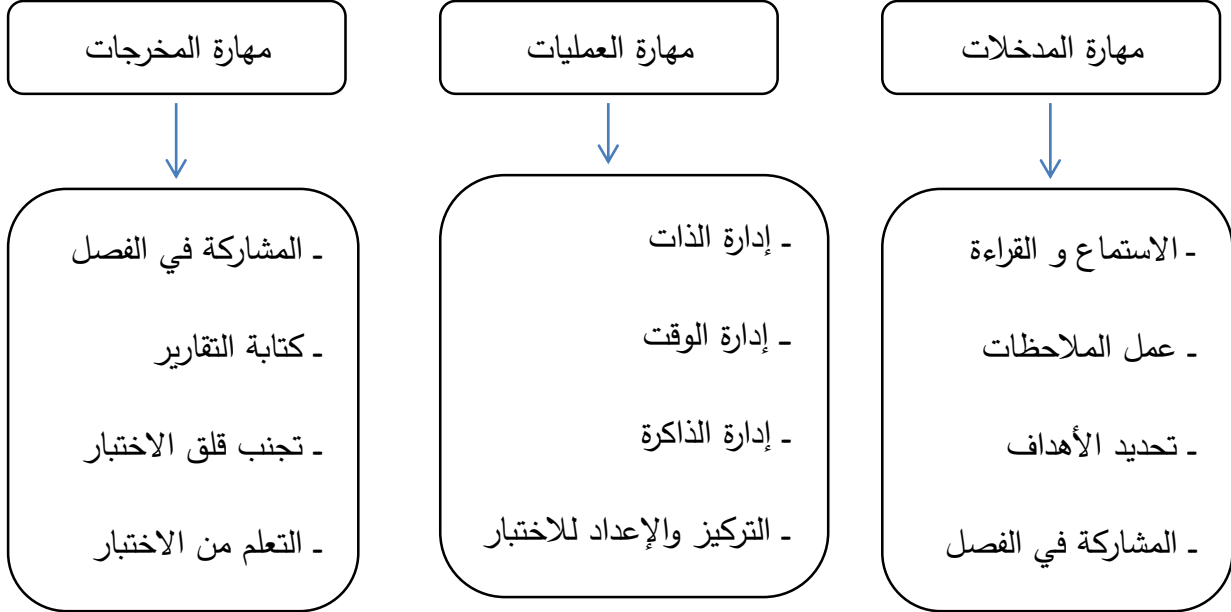 مهارة المدخلات
- الاستماع و القراءة
- عمل الملاحظات
- تحديد الأهداف
- المشاركة في الفصل
مهارة العمليات
- إدارة الذات
- إدارة الوقت
- إدارة الذاكرة
- التركيز والإعداد للاختبار
مهارة المخرجات
- المشاركة في الفصل
- كتابة التقارير
- تجنب قلق الاختبار
- التعلم من الاختبار